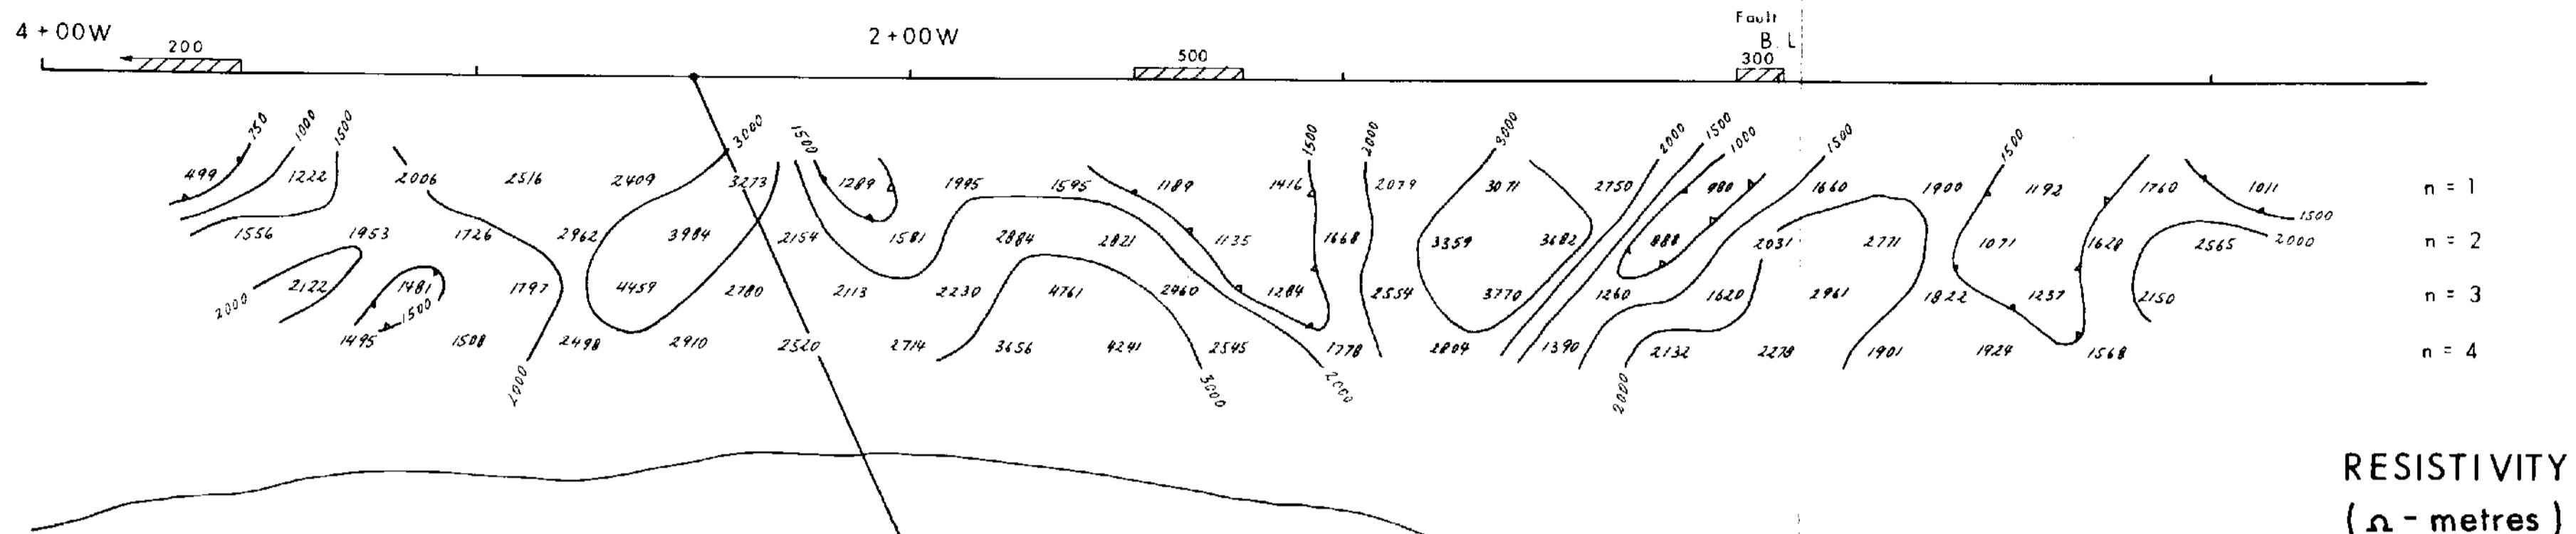 Fault
4 + 00W 200 2 + 00W 500 B. L 300
750 1000 1500 3000 1500 1500 2000 3000 2000 1500 1000 1500 1500
499 1222 2006 2516 2409 3273 1289 1995 1595 1189 1416 2079 3071 2750 980 1660 1900 1192 1760 1011 n = 1
1500
1556 1953 1726 2962 3984 2154 1581 2884 2821 1135 1668 3359 3682 888 2031 2771 1071 1628 2565 2000 n = 2
2000 2122 1481 1797 4459 2780 2113 2230 4761 2460 1284 2554 3770 1260 1620 2961 1822 1237 2150 n = 3
1500
1495 1508 2498 2910 2520 2714 3656 4241 2545 1778 2804 1390 2132 2278 1901 1924 1568 n = 4
2000 3000 2000 2000
RESISTIVITY
( Ω - metres )